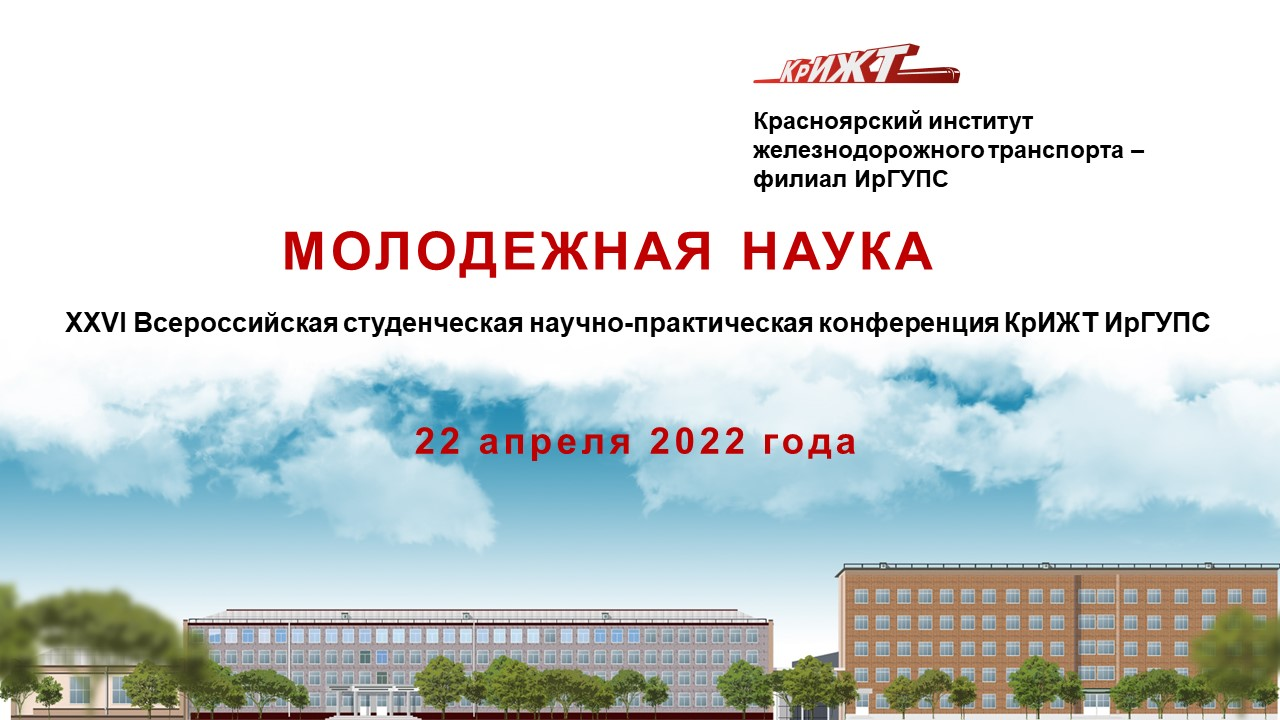 КрИЖТ
Красноярский институт
железнодорожного транспорта –
филиал ИрГУПС
МОЛОДЕЖНАЯ НАУКА
XXVI Всероссийская студенческая научно-практическая конференция КрИЖТ ИрГУПС
22 апреля 2022 года